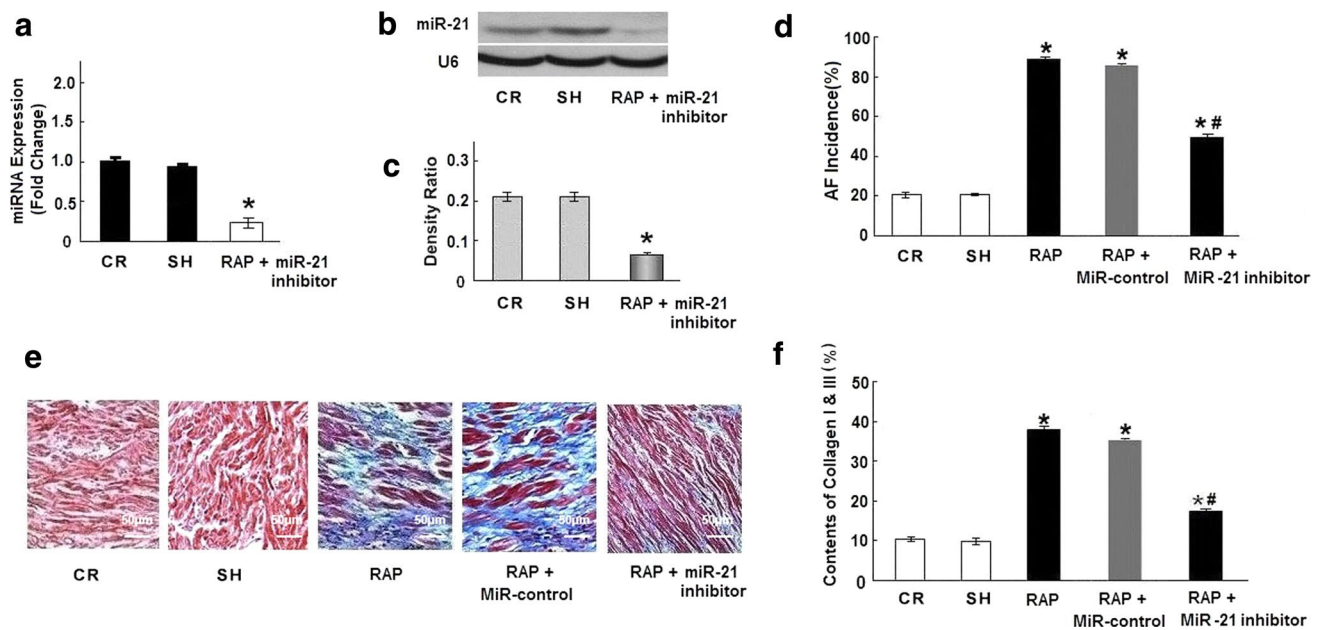 a
miRNA Expression
(Fold Change)
2.0
1.5
1.0
0.5
0
*
CR SH RAP + miR-21
inhibitor
b
miR-21
U6
CR SH RAP + miR-21
inhibitor
c
Density Ratio
0.3
0.2
0.1
0
*
CR SH RAP + miR-21
inhibitor
d
AF Incidence(%)
100
80
60
40
20
0
*
*
*#
CR SH RAP RAP +
MiR-control
RAP +
MiR-21 inhibitor
e
50μm
50μm
50μm
50μm
50μm
CR SH RAP RAP +
MiR-control
RAP + miR-21
inhibitor
f
Contents of Collagen I & III (%)
50
40
30
20
10
0
*
*
*#
CR SH RAP RAP +
MiR-control
RAP +
MiR-21 inhibitor